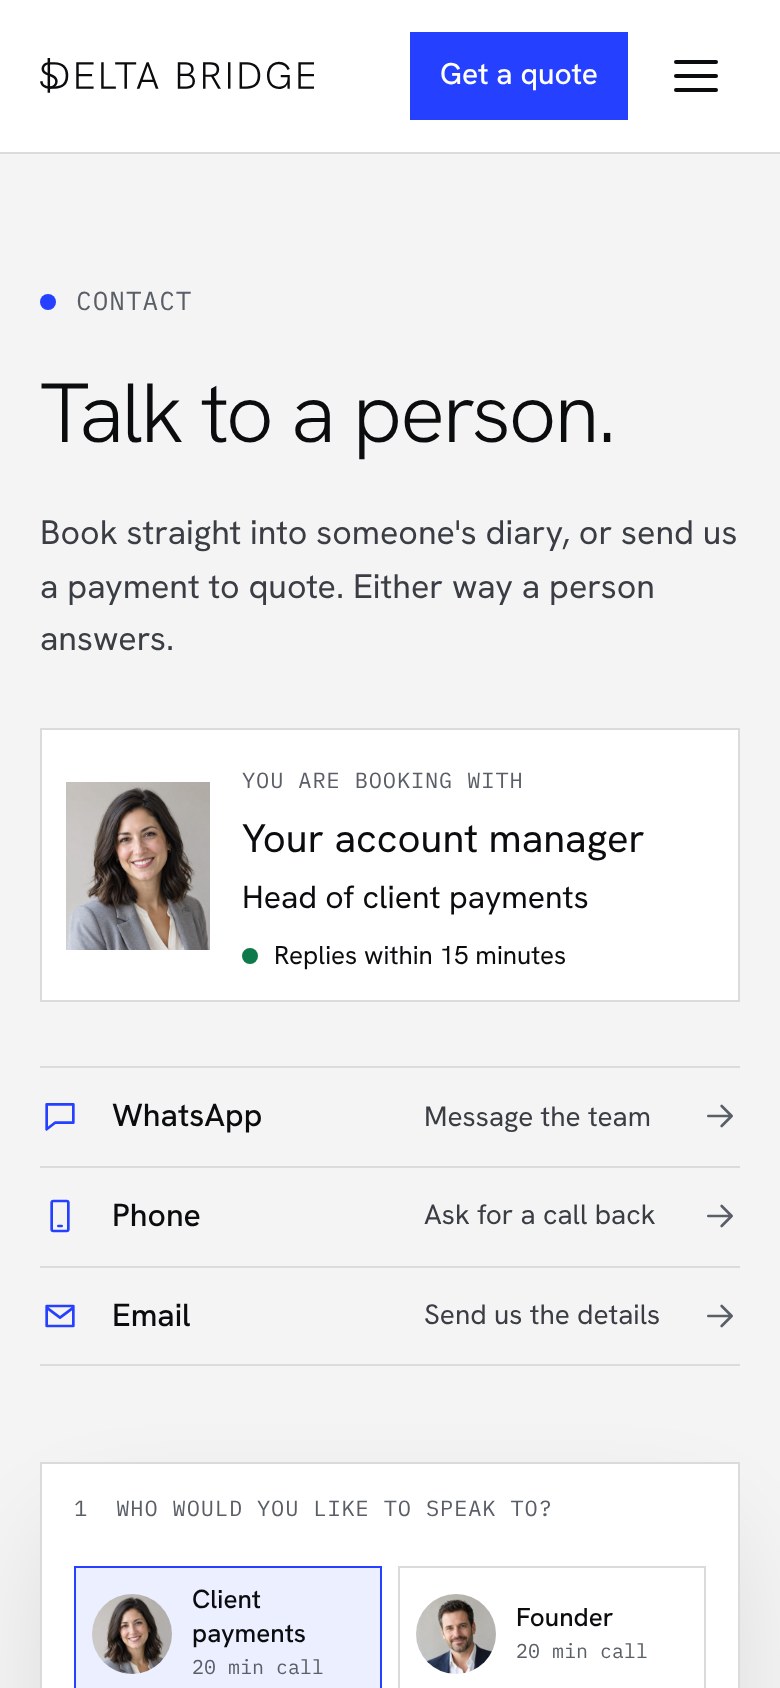 $DELTA BRIDGE
Get a quote
CONTACT
Talk to a person.
Book straight into someone's diary, or send us
a payment to quote. Either way a person
answers.
YOU ARE BOOKING WITH
Your account manager
Head of client payments
Replies within 15 minutes
WhatsApp Message the team
Phone Ask for a call back
Email Send us the details
1 WHO WOULD YOU LIKE TO SPEAK TO?
Client
payments
20 min call
Founder
20 min call